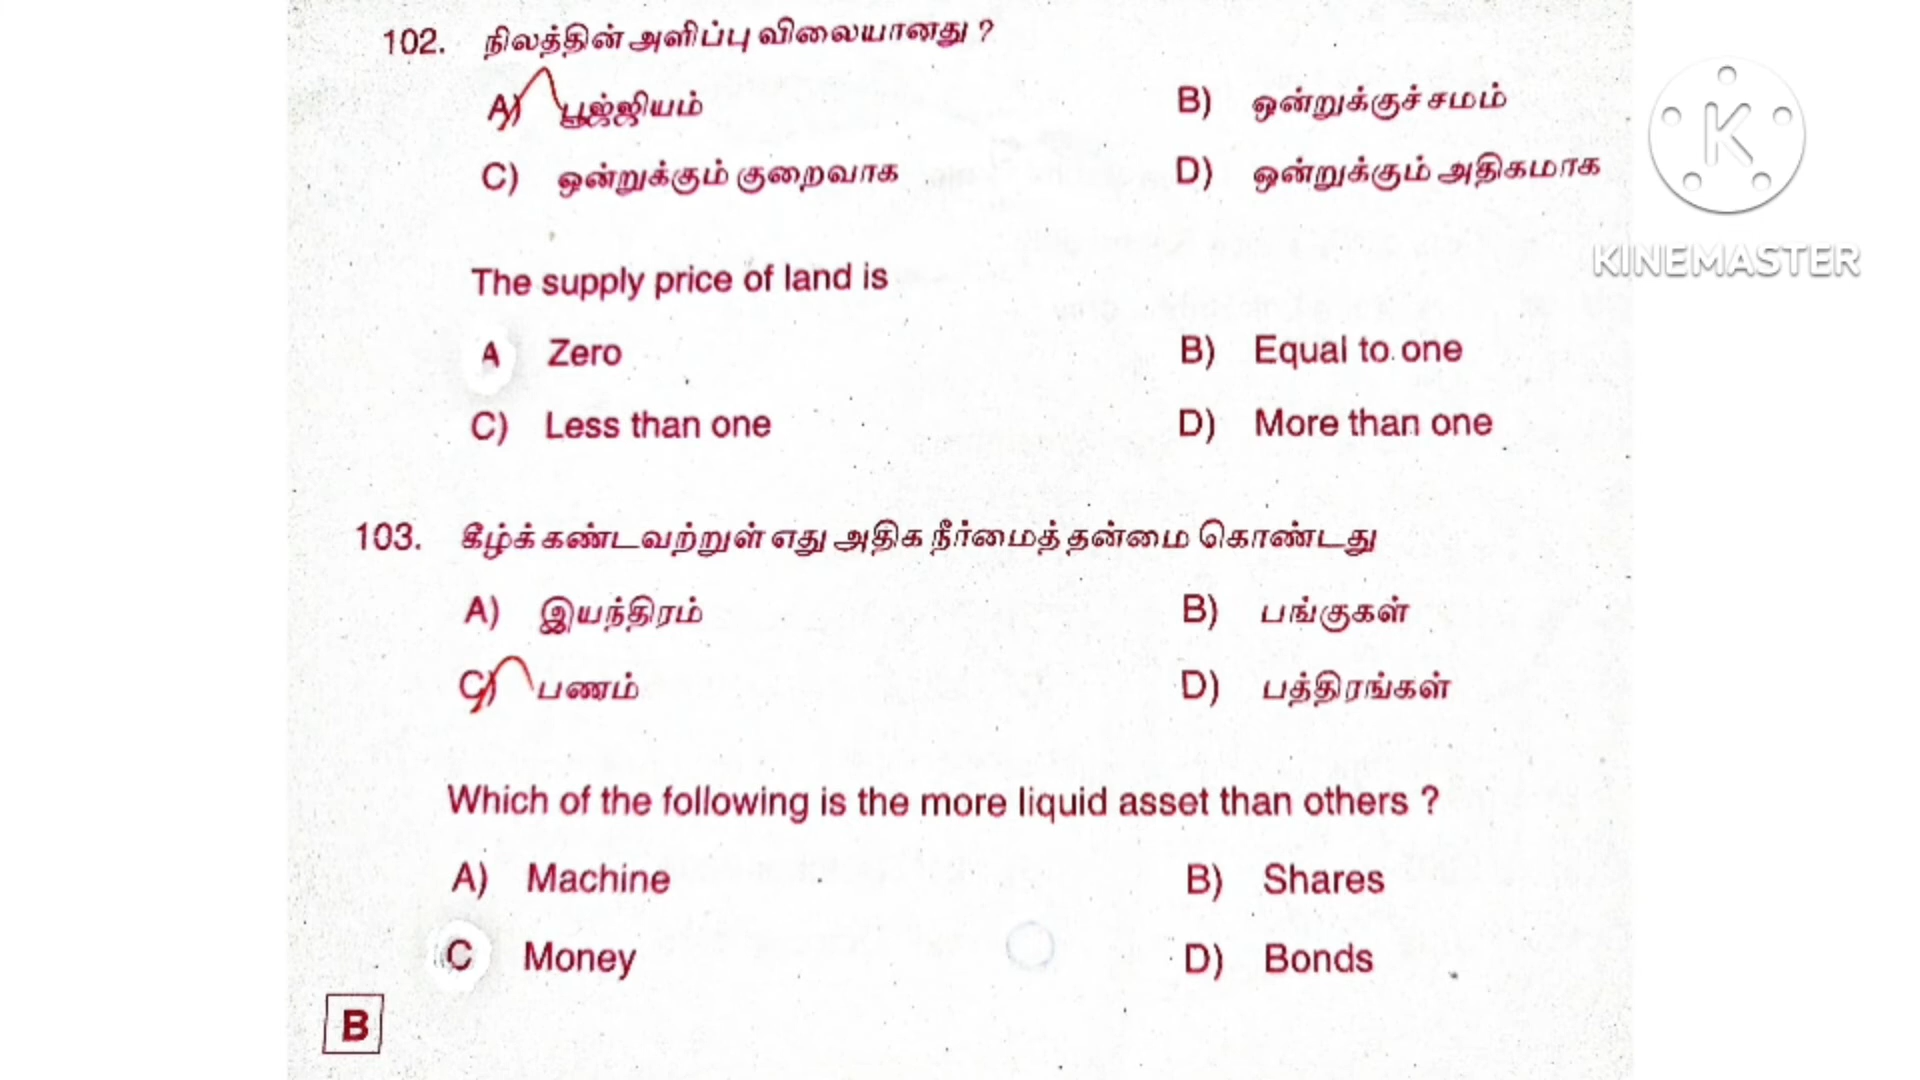 102. நிலத்தின் அளிப்பு விலையானது ?
A) பூஜ்ஜியம் B) ஒன்றுக்குச் சமம்
C) ஒன்றுக்கும் குறைவாக D) ஒன்றுக்கும் அதிகமாக
K
KINEMASTER
The supply price of land is
A Zero B) Equal to one
C) Less than one D) More than one
103. கீழ்க்கண்டவற்றுள் எது அதிக நீர்மைத் தன்மை கொண்டது
A) இயந்திரம் B) பங்குகள்
C) பணம் D) பத்திரங்கள்
Which of the following is the more liquid asset than others ?
A) Machine B) Shares
C Money D) Bonds
B